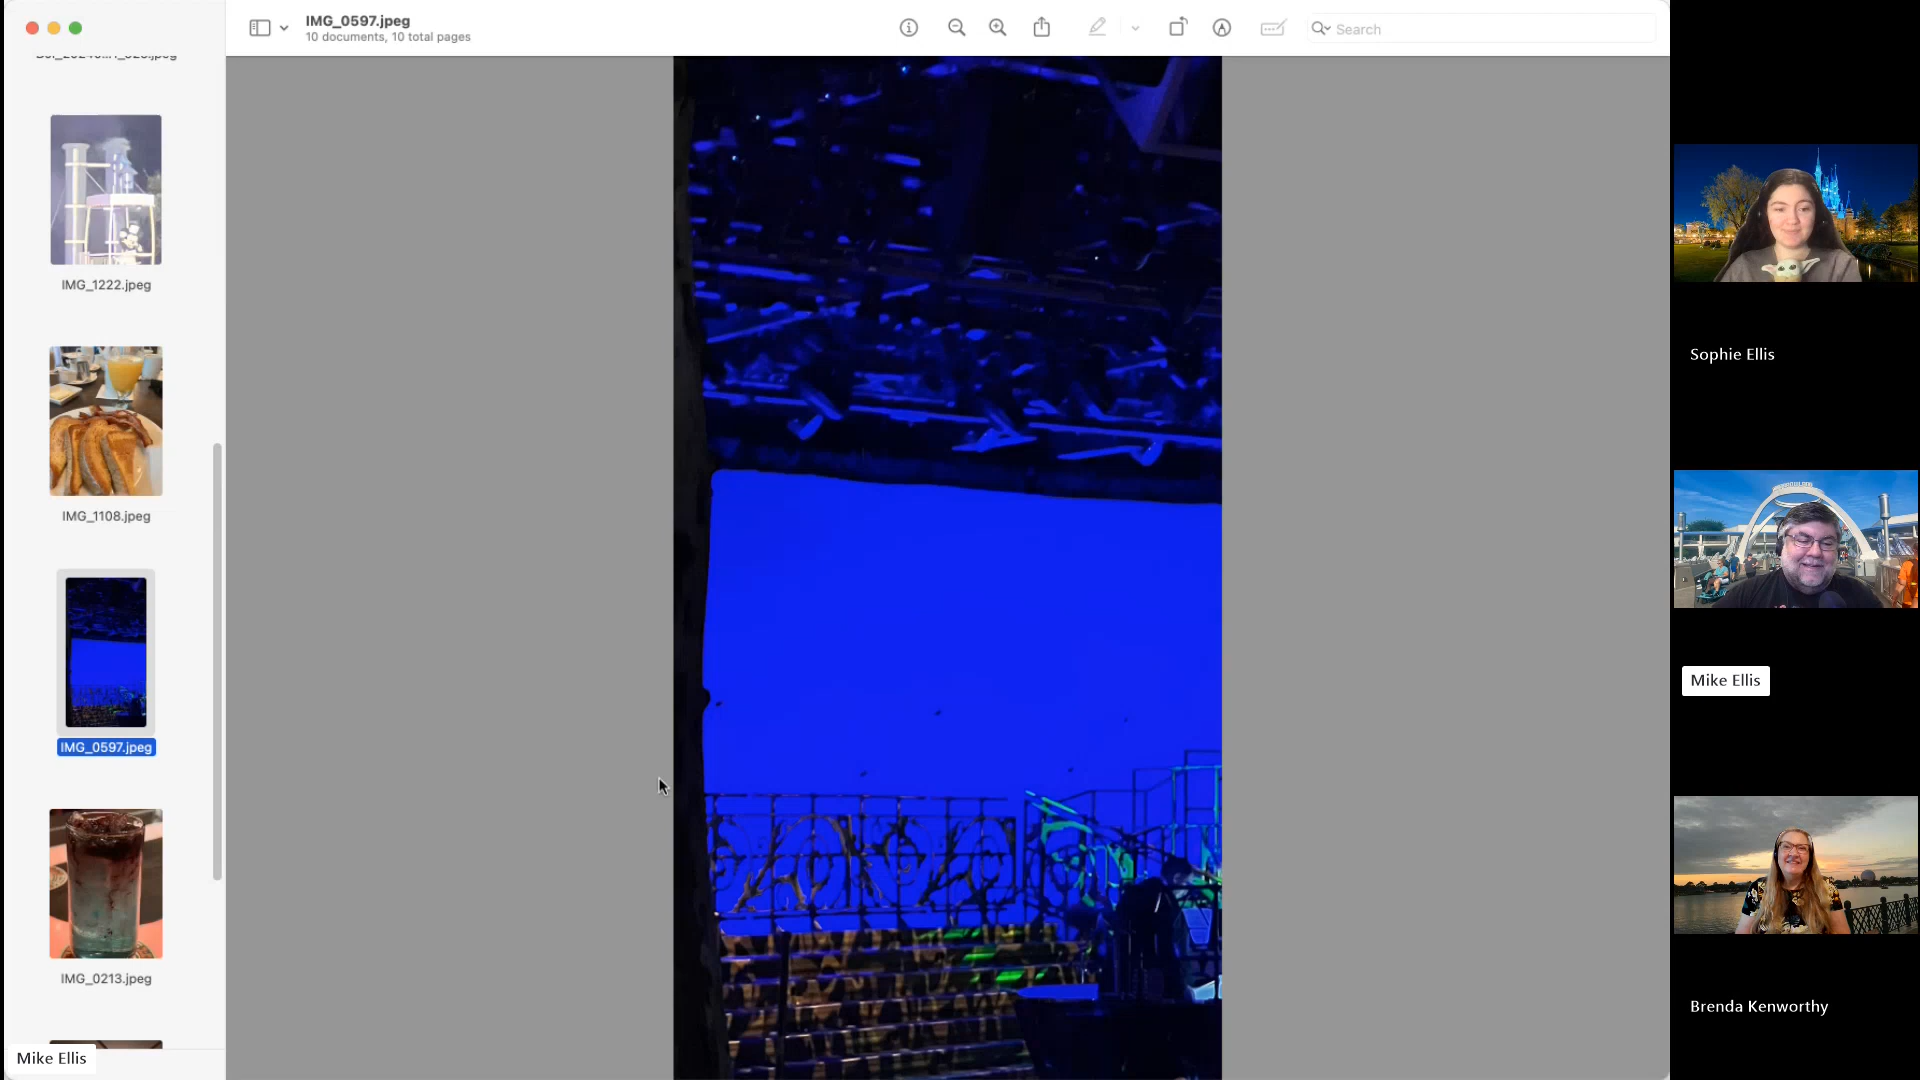 IMG_0597.jpeg
10 documents, 10 total pages
Search
IMG_1222.jpeg
IMG_1108.jpeg
IMG_0597.jpeg
IMG_0213.jpeg
Mike Ellis
Sophie Ellis
Mike Ellis
Brenda Kenworthy